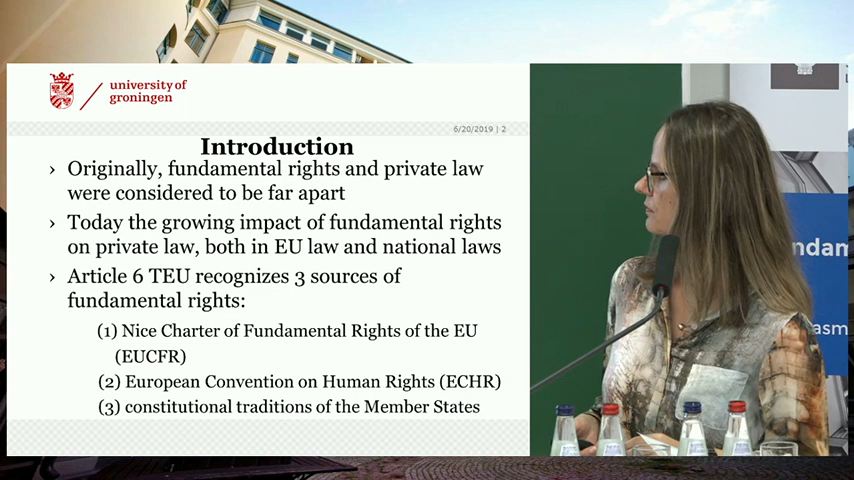 university of
groningen
6/20/2019 | 2
Introduction
› Originally, fundamental rights and private law
were considered to be far apart
› Today the growing impact of fundamental rights
on private law, both in EU law and national laws
› Article 6 TEU recognizes 3 sources of
fundamental rights:
(1) Nice Charter of Fundamental Rights of the EU
(EUCFR)
(2) European Convention on Human Rights (ECHR)
(3) constitutional traditions of the Member States
ndam
asm